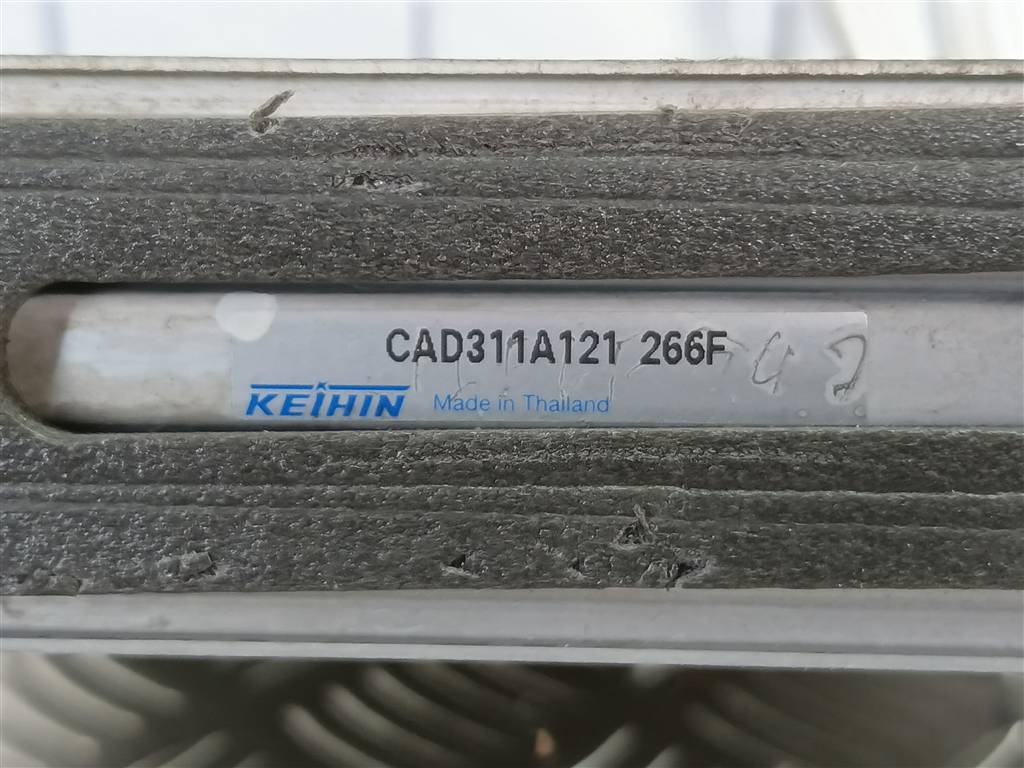 CAD311A121 266F
KEIHIN Made in Thailand